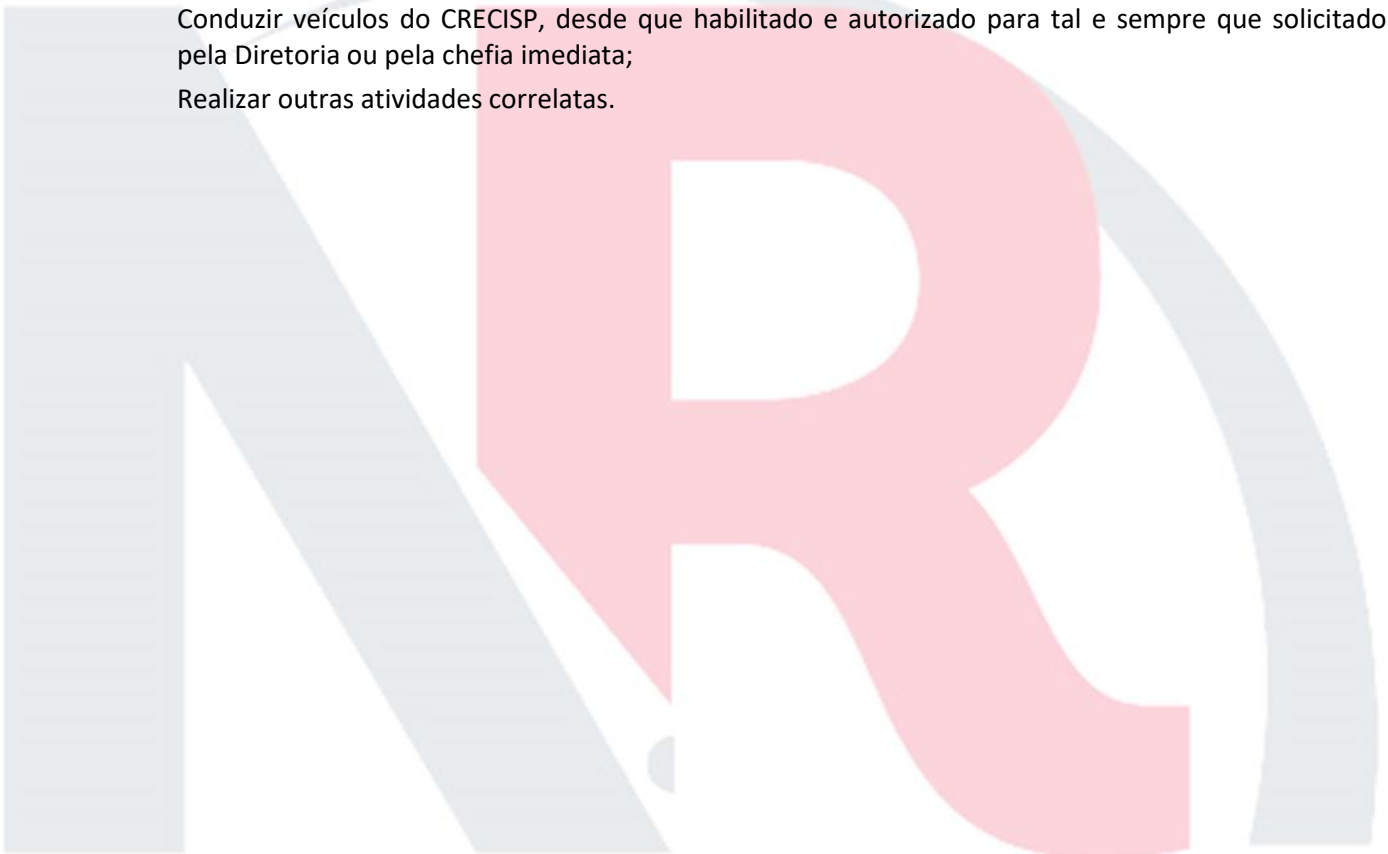 Conduzir veículos do CRECISP, desde que habilitado e autorizado para tal e sempre que solicitado
pela Diretoria ou pela chefia imediata;
Realizar outras atividades correlatas.